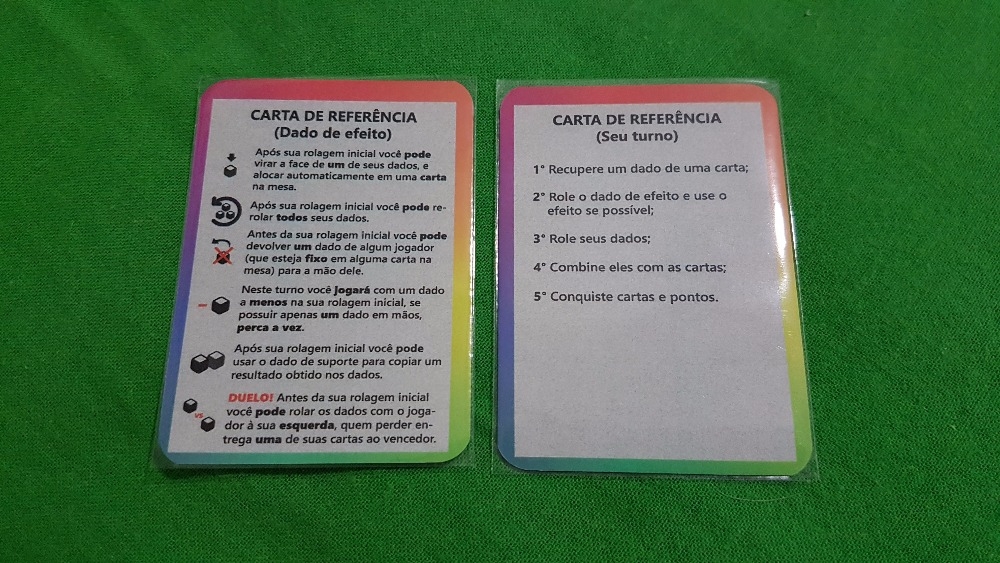 CARTA DE REFERÊNCIA
(Dado de efeito)
Após sua rolagem inicial você pode
virar a face de um de seus dados, e
alocar automaticamente em uma carta
na mesa.
Após sua rolagem inicial você pode re-
rolar todos seus dados.
Antes da sua rolagem inicial você pode
devolver um dado de algum jogador
(que esteja fixo em alguma carta na
mesa) para a mão dele.
Neste turno você jogará com um dado
a menos na sua rolagem inicial, se
possuir apenas um dado em mãos,
perca a vez.
Após sua rolagem inicial você pode
usar o dado de suporte para copiar um
resultado obtido nos dados.
DUELO! Antes da sua rolagem inicial
VS você pode rolar os dados com o joga-
dor à sua esquerda, quem perder en-
trega uma de suas cartas ao vencedor.
CARTA DE REFERÊNCIA
(Seu turno)
1° Recupere um dado de uma carta;
2° Role o dado de efeito e use o
efeito se possível;
3° Role seus dados;
4° Combine eles com as cartas;
5° Conquiste cartas e pontos.